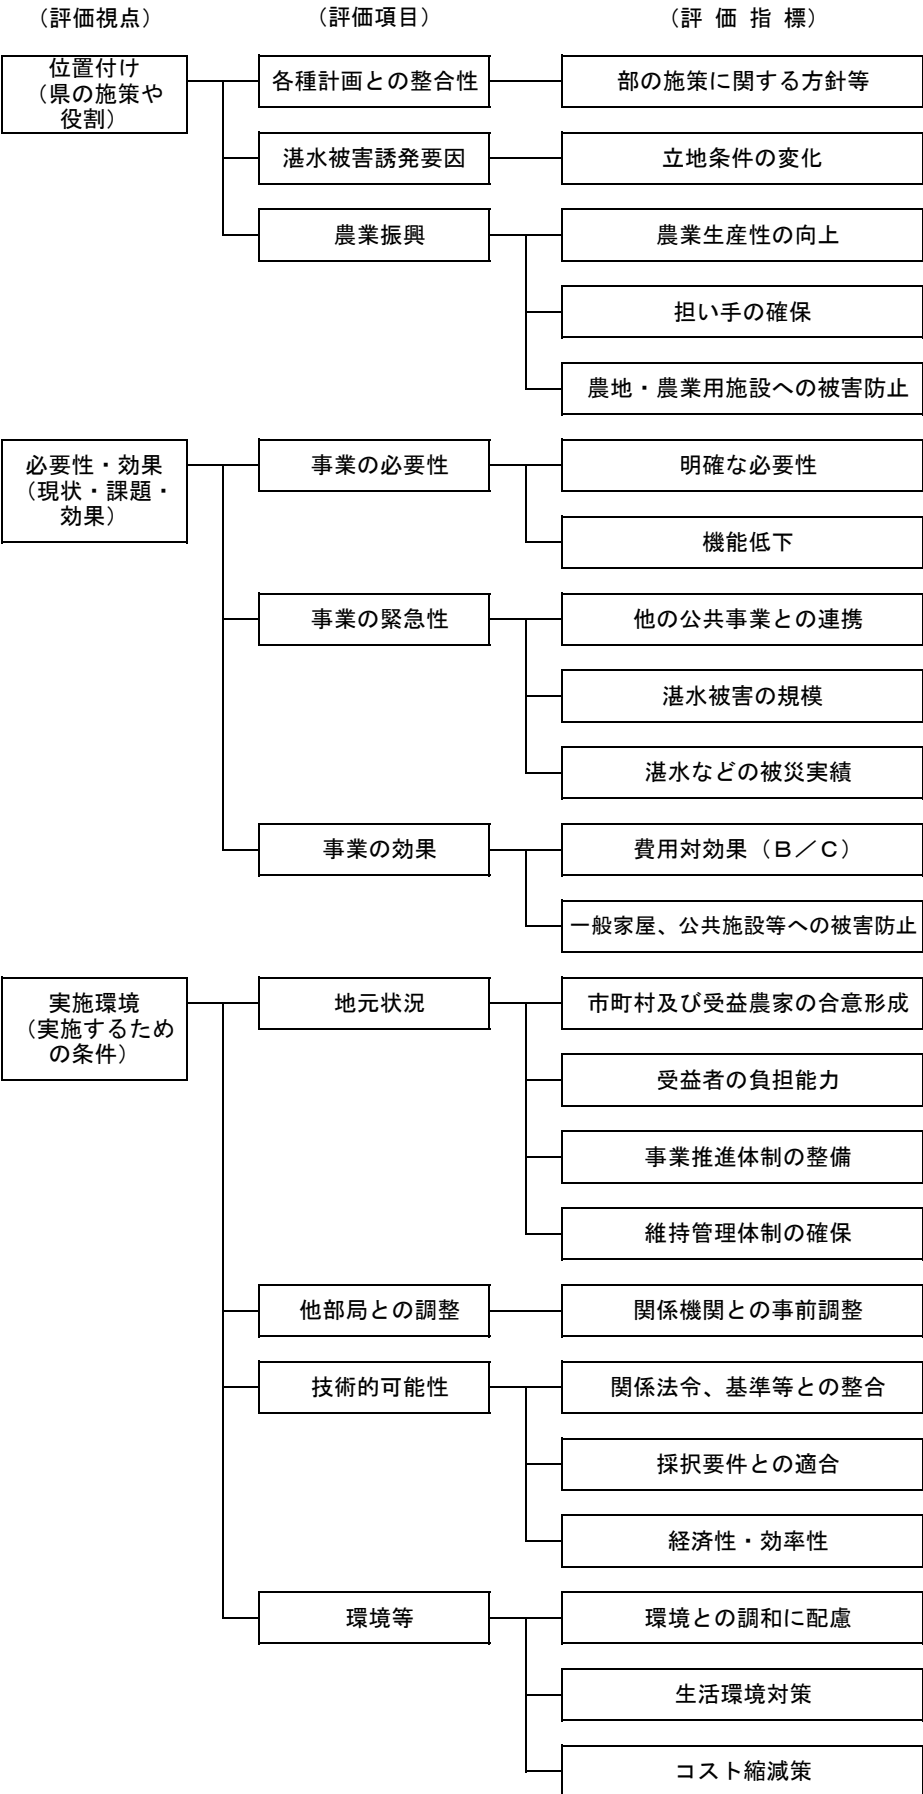 （評価視点）
（評価項目）
（評 価 指 標）
位置付け
（県の施策や
役割）
各種計画との整合性
部の施策に関する方針等
湛水被害誘発要因
立地条件の変化
農業振興
農業生産性の向上
担い手の確保
農地・農業用施設への被害防止
必要性・効果
（現状・課題・
効果）
事業の必要性
明確な必要性
機能低下
事業の緊急性
他の公共事業との連携
湛水被害の規模
湛水などの被災実績
事業の効果
費用対効果（Ｂ／Ｃ）
一般家屋、公共施設等への被害防止
実施環境
（実施するため
の条件）
地元状況
市町村及び受益農家の合意形成
受益者の負担能力
事業推進体制の整備
維持管理体制の確保
他部局との調整
関係機関との事前調整
技術的可能性
関係法令、基準等との整合
採択要件との適合
経済性・効率性
環境等
環境との調和に配慮
生活環境対策
コスト縮減策